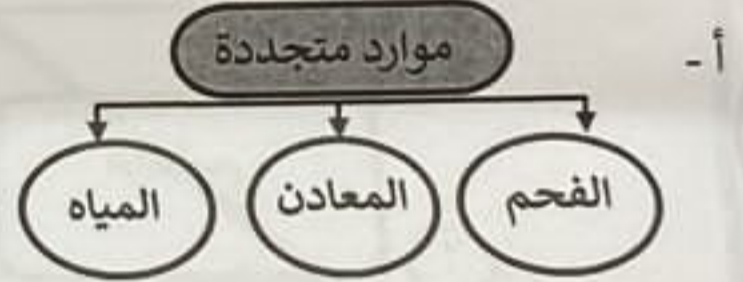 أ -
موارد متجددة
الفحم
المعادن
المياه